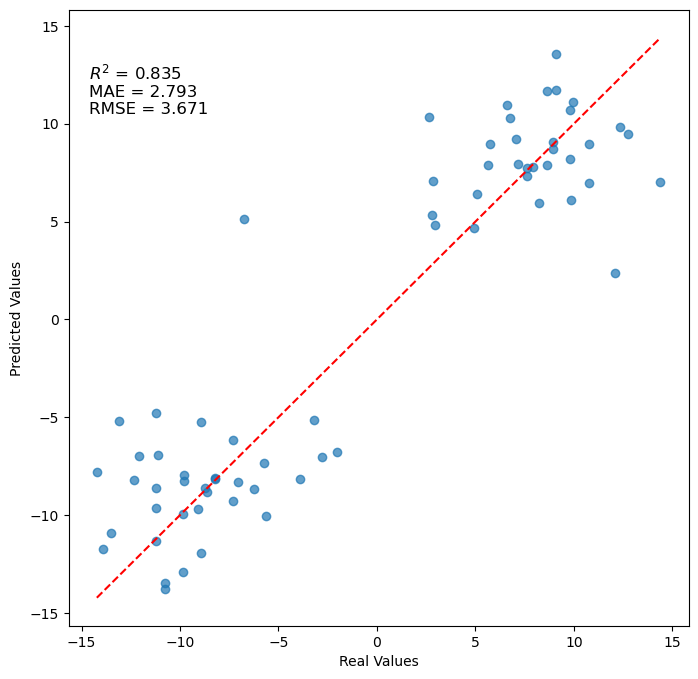 R² = 0.835
MAE = 2.793
RMSE = 3.671
15
10
5
0
−5
−10
−15
Predicted Values
−15 −10 −5 0 5 10 15
Real Values